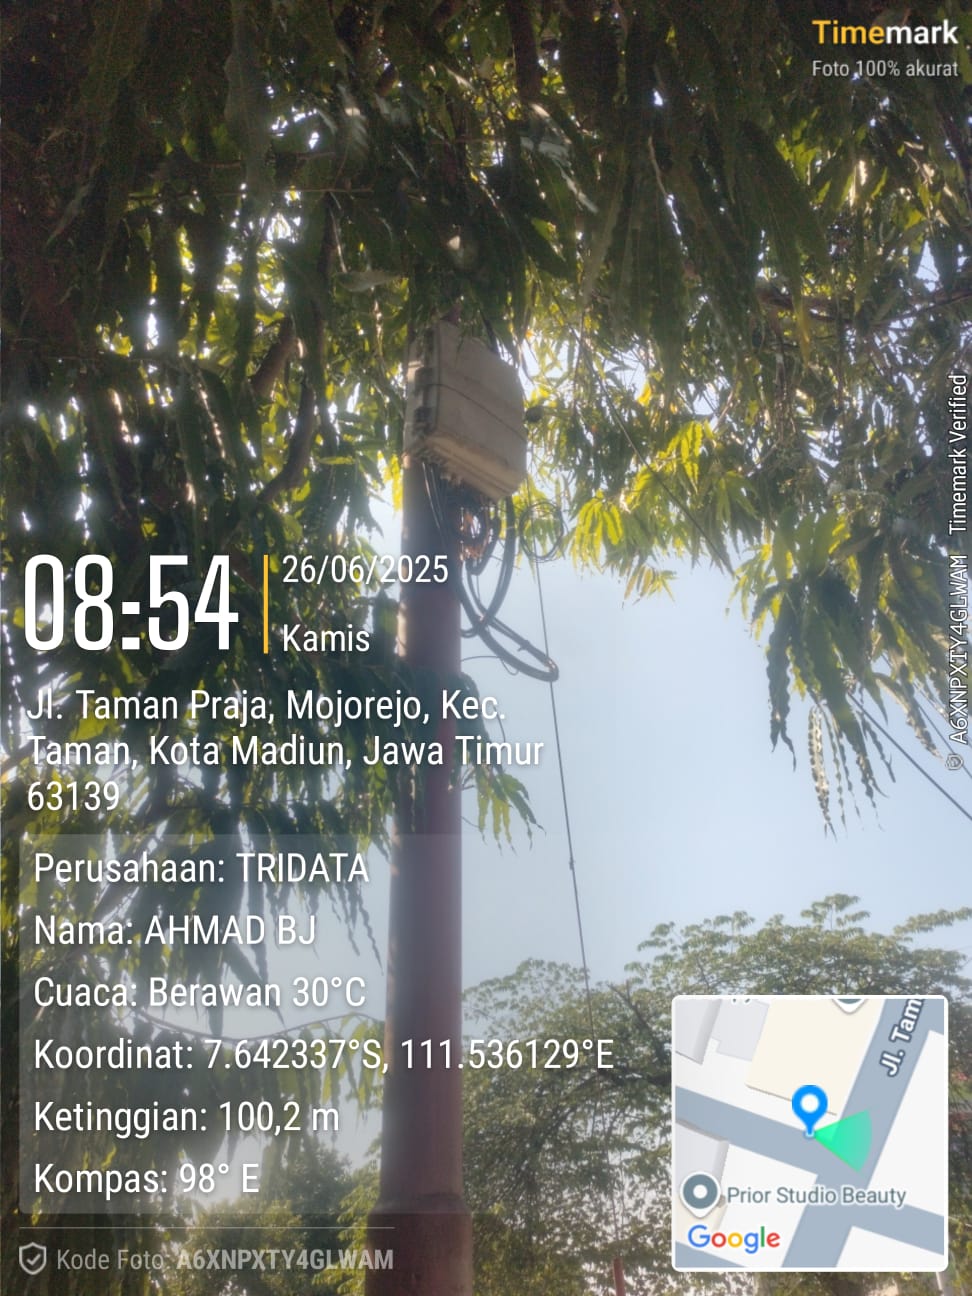 Timemark
Foto 100% akurat
08:54
26/06/2025
Kamis
Jl. Taman Praja, Mojorejo, Kec.
Taman, Kota Madiun, Jawa Timur
63139
Perusahaan: TRIDATA
Nama: AHMAD BJ
Cuaca: Berawan 30°C
Koordinat: 7.642337°S, 111.536129°E
Ketinggian: 100,2 m
Kompas: 98° E
Kode Foto: A6XNPXTY4GLWAM
© A6XNPXTY4GLWAM Timemark Verified
Jl. Tam
Prior Studio Beauty
Google